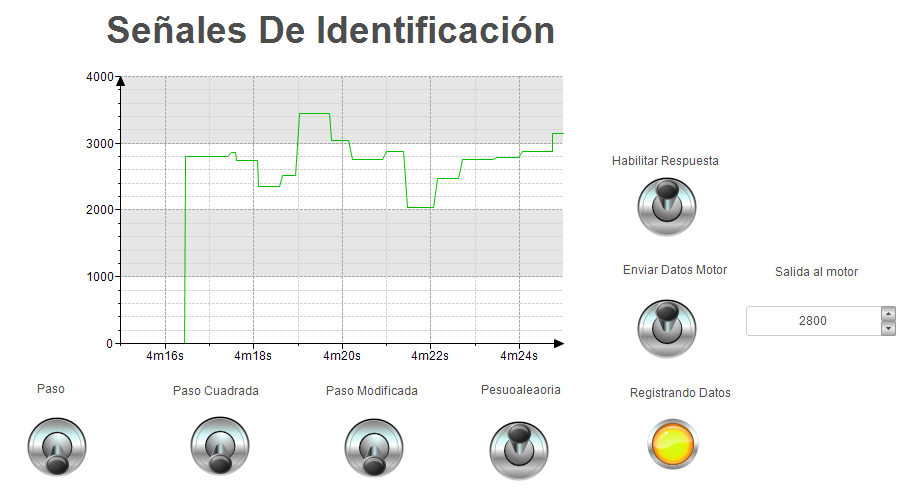 Señales De Identificación
4000
3000
2000
1000
0
4m16s 4m18s 4m20s 4m22s 4m24s
Habilitar Respuesta
Enviar Datos Motor
Salida al motor
2800
Paso
Paso Cuadrada
Paso Modificada
Pesuoaleaoria
Registrando Datos